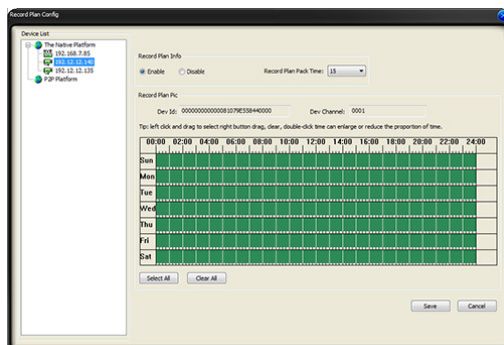 Record Plan Config
Device List
The Native Platform
192.168.7.85
192.12.12.140
192.12.12.135
P2P Platform
Record Plan Info
Enable
Disable
Record Plan Pack Time:
15
Record Plan Pic
Dev Id:
Dev Channel:
0001
Tip: left click and drag to select right button drag, clear, double-click time can enlarge or reduce the proportion of time.
00:00 02:00 04:00 06:00 08:00 10:00 12:00 14:00 16:00 18:00 20:00 22:00 24:00
Sun
Mon
Tue
Wed
Thu
Fri
Sat
Select All
Clear All
Save
Cancel